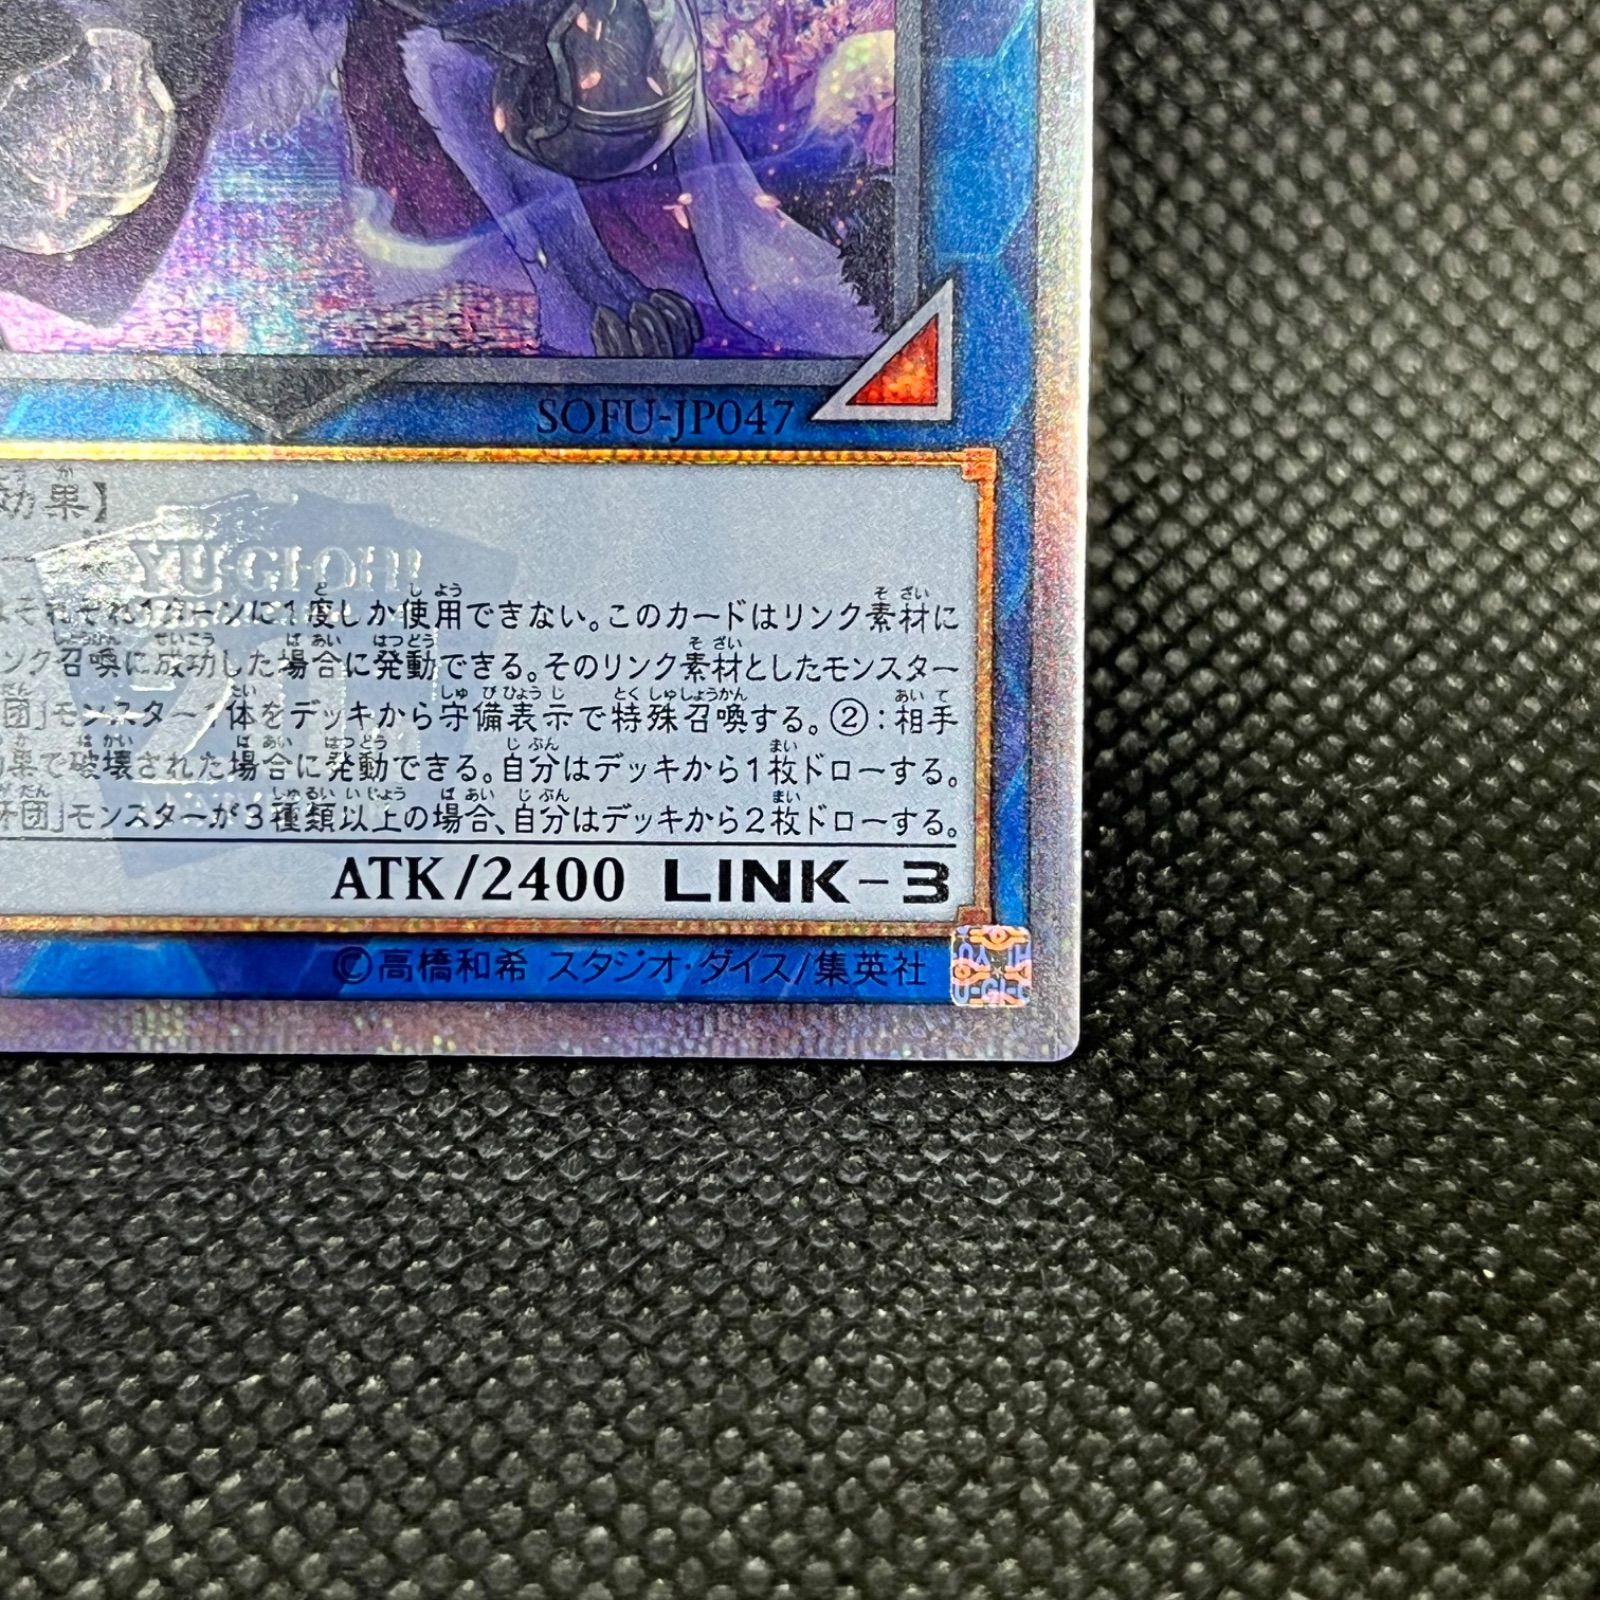 SOFU-JP047
効果】
YU-GI-OH!
それぞれ1ターンに1度しか使用できない。このカードはリンク素材に
ンク召喚に成功した場合に発動できる。そのリンク素材としたモンスター
団」モンスター1体をデッキから守備表示で特殊召喚する。②：相手
効果で破壊された場合に発動できる。自分はデッキから1枚ドローする。
牙団」モンスターが3種類以上の場合、自分はデッキから2枚ドローする。
ATK/2400 LINK-3
©高橋和希 スタジオ・ダイス/集英社